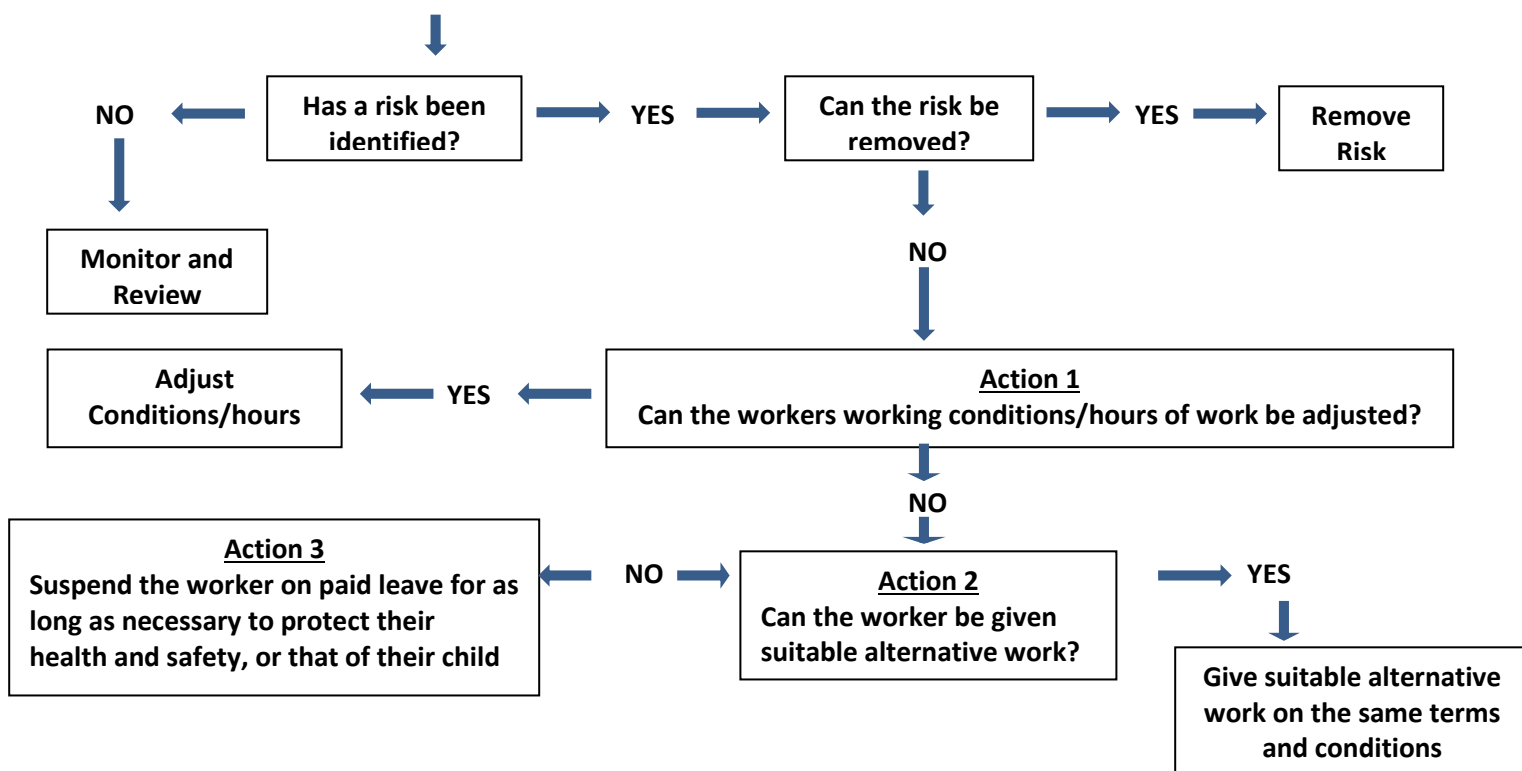 Has a risk been
identified?
NO
YES
Can the risk be
removed?
YES
Remove
Risk
Monitor and
Review
NO
Adjust
Conditions/hours
YES
Action 1
Can the workers working conditions/hours of work be adjusted?
NO
Action 3
Suspend the worker on paid leave for as
long as necessary to protect their
health and safety, or that of their child
NO
Action 2
Can the worker be given
suitable alternative work?
YES
Give suitable alternative
work on the same terms
and conditions